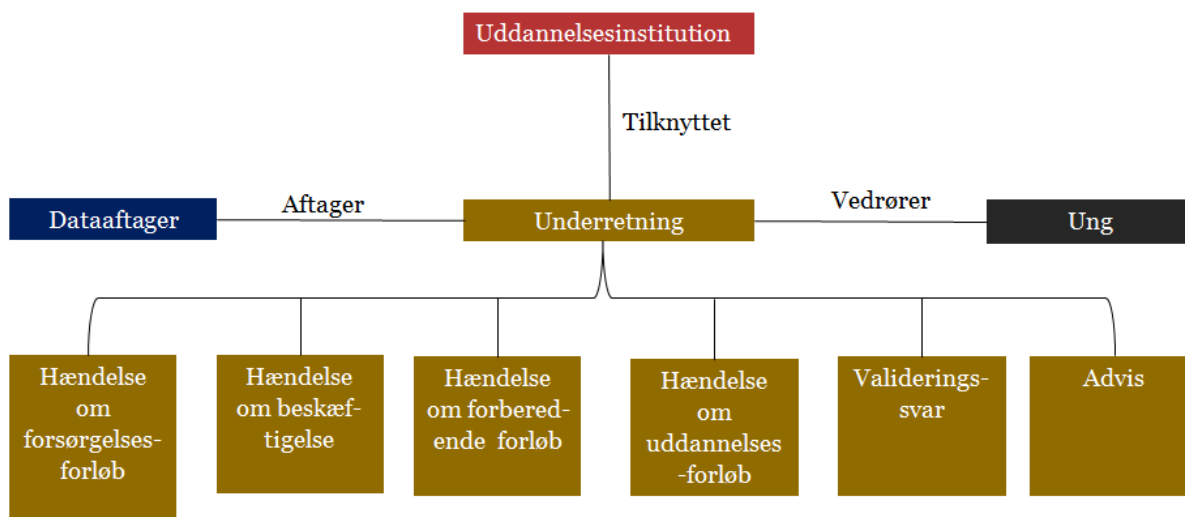 Uddannelsesinstitution
Tilknyttet
Dataaftager
Aftager
Underretning
Vedrører
Ung
Hændelse
om
forsørgelses-
forløb
Hændelse
om beskæf-
tigelse
Hændelse
om forbered-
ende forløb
Hændelse
om
uddannelses
-forløb
Validerings-
svar
Advis